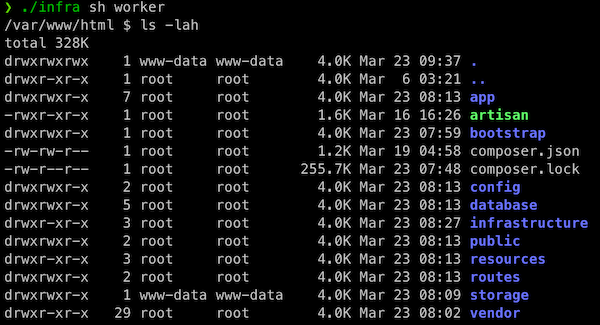 ❯ ./infra sh worker
/var/www/html $ ls -lah
total 328K
drwxrwxrwx    1 www-data www-data    4.0K Mar 23 09:37 .
drwxr-xr-x    1 root     root        4.0K Mar  6 03:21 ..
drwxrwxr-x    7 root     root        4.0K Mar 23 08:13 app
-rwxr-xr-x    1 root     root        1.6K Mar 16 16:26 artisan
drwxrwxr-x    4 root     root        4.0K Mar 23 07:59 bootstrap
-rw-rw-r--    1 root     root        1.2K Mar 19 04:58 composer.json
-rw-r--r--    1 root     root      255.7K Mar 23 07:48 composer.lock
drwxrwxr-x    2 root     root        4.0K Mar 23 08:13 config
drwxrwxr-x    5 root     root        4.0K Mar 23 08:13 database
drwxr-xr-x    3 root     root        4.0K Mar 23 08:27 infrastructure
drwxrwxr-x    2 root     root        4.0K Mar 23 08:13 public
drwxrwxr-x    4 root     root        4.0K Mar 23 08:13 resources
drwxrwxr-x    2 root     root        4.0K Mar 23 08:13 routes
drwxrwxr-x    1 www-data www-data    4.0K Mar 23 08:09 storage
drwxr-xr-x   29 root     root        4.0K Mar 23 08:02 vendor